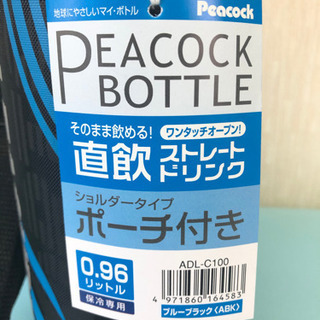 地球にやさしいマイ・ボトル
Peacock
PEACOCK
BOTTLE
そのまま飲める!
ワンタッチオープン!
直飲 ストレート
ドリンク
ショルダータイプ
ポーチ付き
0.96
リットル
保冷専用
ADL-C100
4 971860 164583
ブルーブラック〈ABK〉